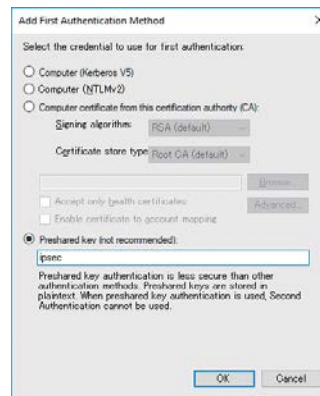 Add First Authentication Method
Select the credential to use for first authentication:
Computer (Kerberos V5)
Computer (NTLMv2)
Computer certificate from this certification authority (CA):
Signing algorithm:
RSA (default)
Certificate store type:
Root CA (default)
Browse...
Accept only health certificates
Advanced...
Enable certificate to account mapping
Preshared key (not recommended):
ipsec
Preshared key authentication is less secure than other
authentication methods. Preshared keys are stored in
plaintext. When preshared key authentication is used, Second
Authentication cannot be used.
OK
Cancel